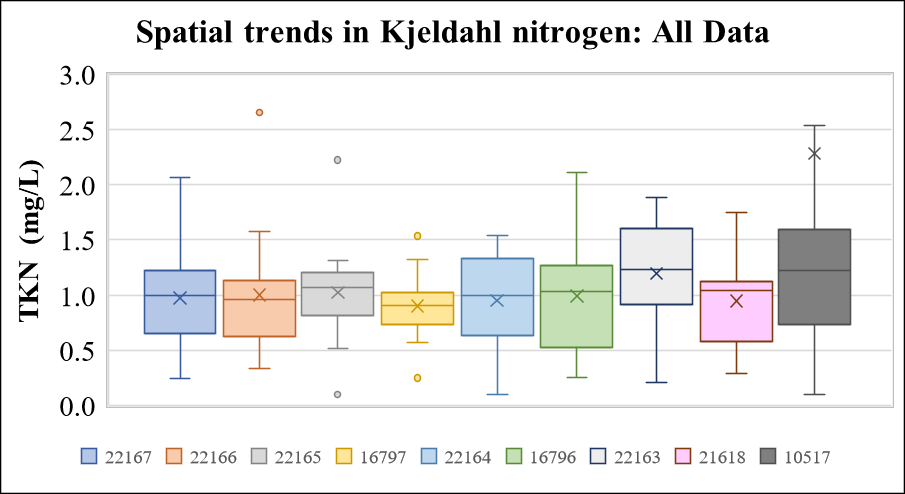 Spatial trends in Kjeldahl nitrogen: All Data
TKN (mg/L)
3.0
2.5
2.0
1.5
1.0
0.5
0.0
22167 22166 22165 16797 22164 16796 22163 21618 10517